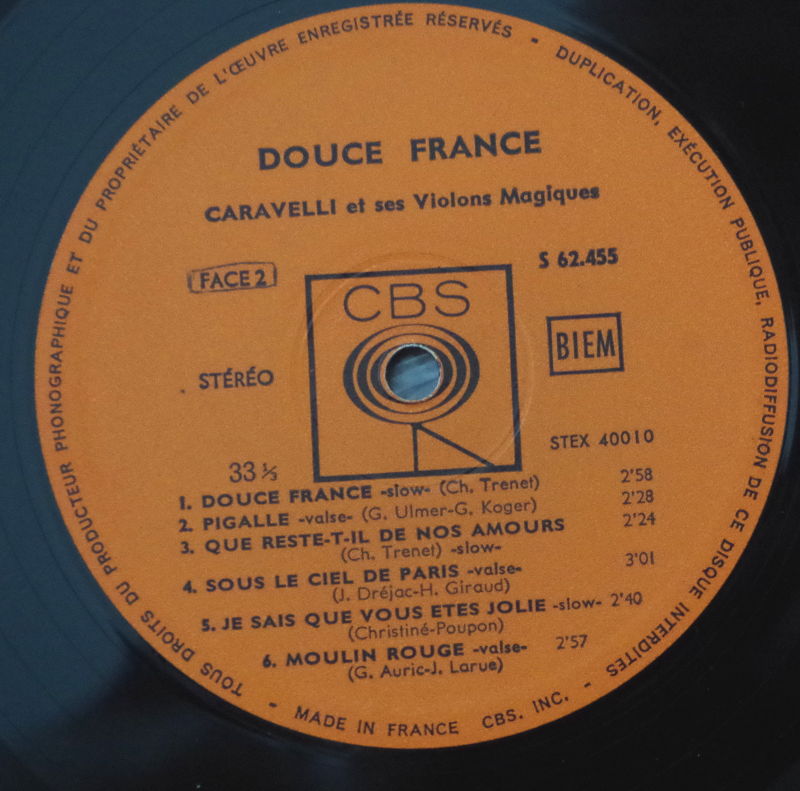 TOUS DROITS DU PRODUCTEUR PHONOGRAPHIQUE ET DU PROPRIÉTAIRE DE L'ŒUVRE ENREGISTRÉE RÉSERVÉS - DUPLICATION, EXÉCUTION PUBLIQUE, RADIODIFFUSION DE CE DISQUE INTERDITES -
DOUCE FRANCE
CARAVELLI et ses Violons Magiques
S 62.455
FACE 2
CBS
BIEM
STÉRÉO
STEX 40010
33 ⅓
1. DOUCE FRANCE -slow- (Ch. Trenet) 2'58
2. PIGALLE -valse- (G. Ulmer-G. Koger) 2'28
3. QUE RESTE-T-IL DE NOS AMOURS 2'24
(Ch. Trenet) -slow-
4. SOUS LE CIEL DE PARIS -valse- 3'01
(J. Dréjac-H. Giraud)
5. JE SAIS QUE VOUS ETES JOLIE -slow- 2'40
(Christiné-Poupon)
6. MOULIN ROUGE -valse- 2'57
(G. Auric-J. Larue)
- MADE IN FRANCE CBS. INC.